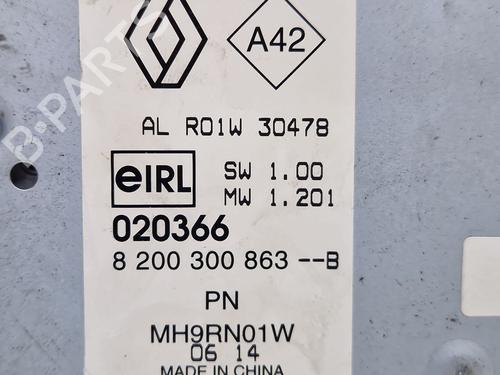 A42
AL R01W 30478
eIRL
SW 1.00
MW 1.201
020366
8 200 300 863 --B
PN
MH9RN01W
06 14
MADE IN CHINA
B-PARTS